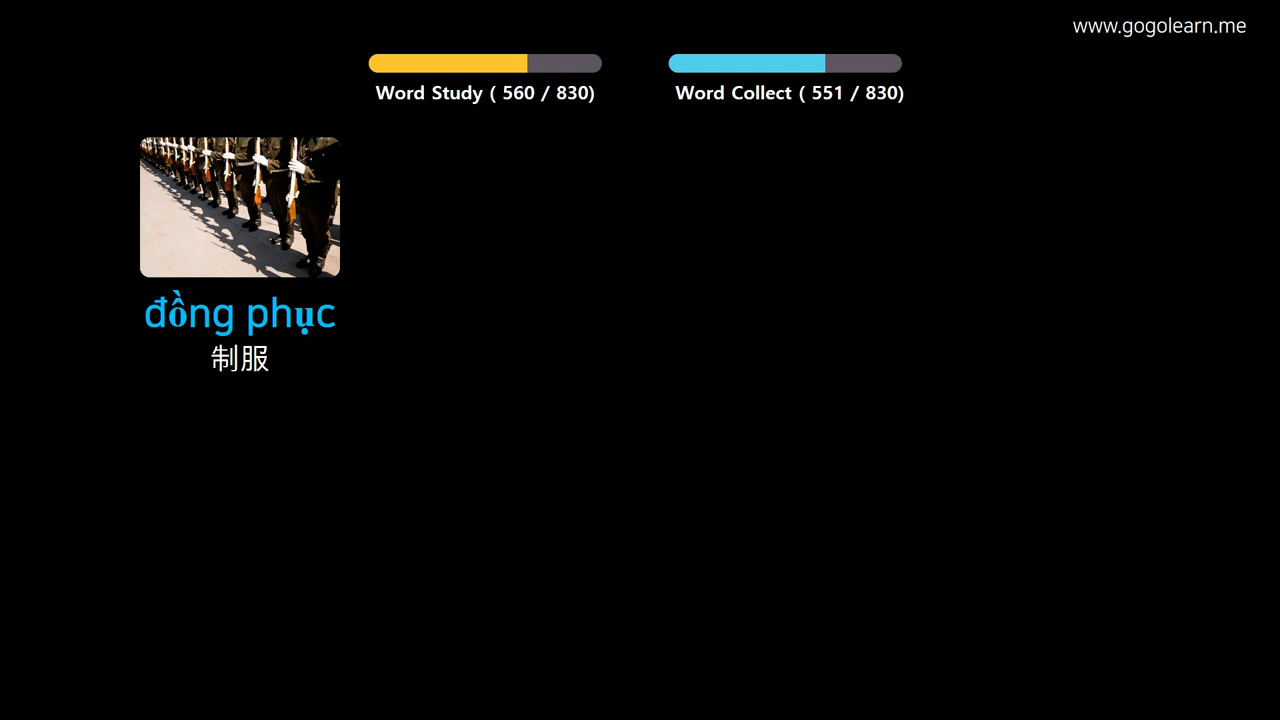 www.gogolearn.me
Word Study ( 560 / 830)
Word Collect ( 551 / 830)
đồng phục
制服